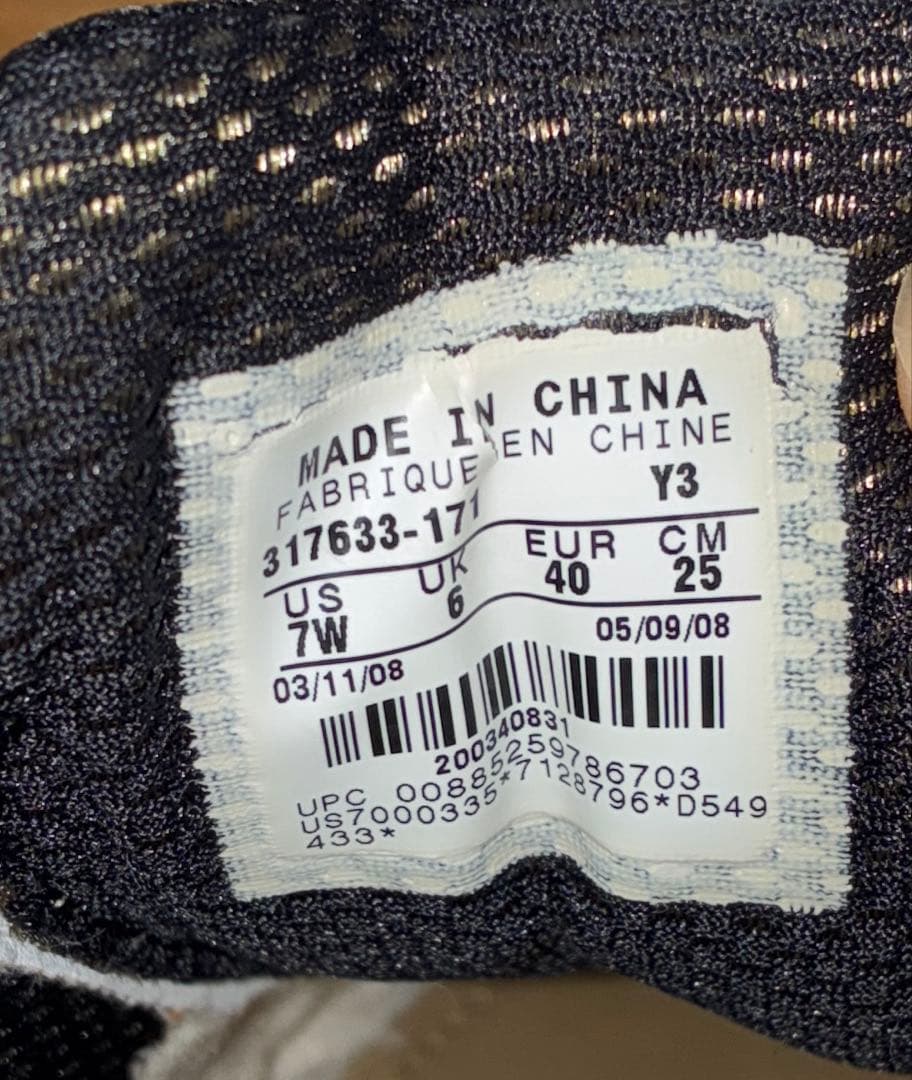 MADE IN CHINA
FABRIQUE EN CHINE
317633-171 Y3
US UK EUR CM
7W 6 40 25
03/11/08 05/09/08
200340831
UPC 00885259786703
US7000335*7128796*D549
433*